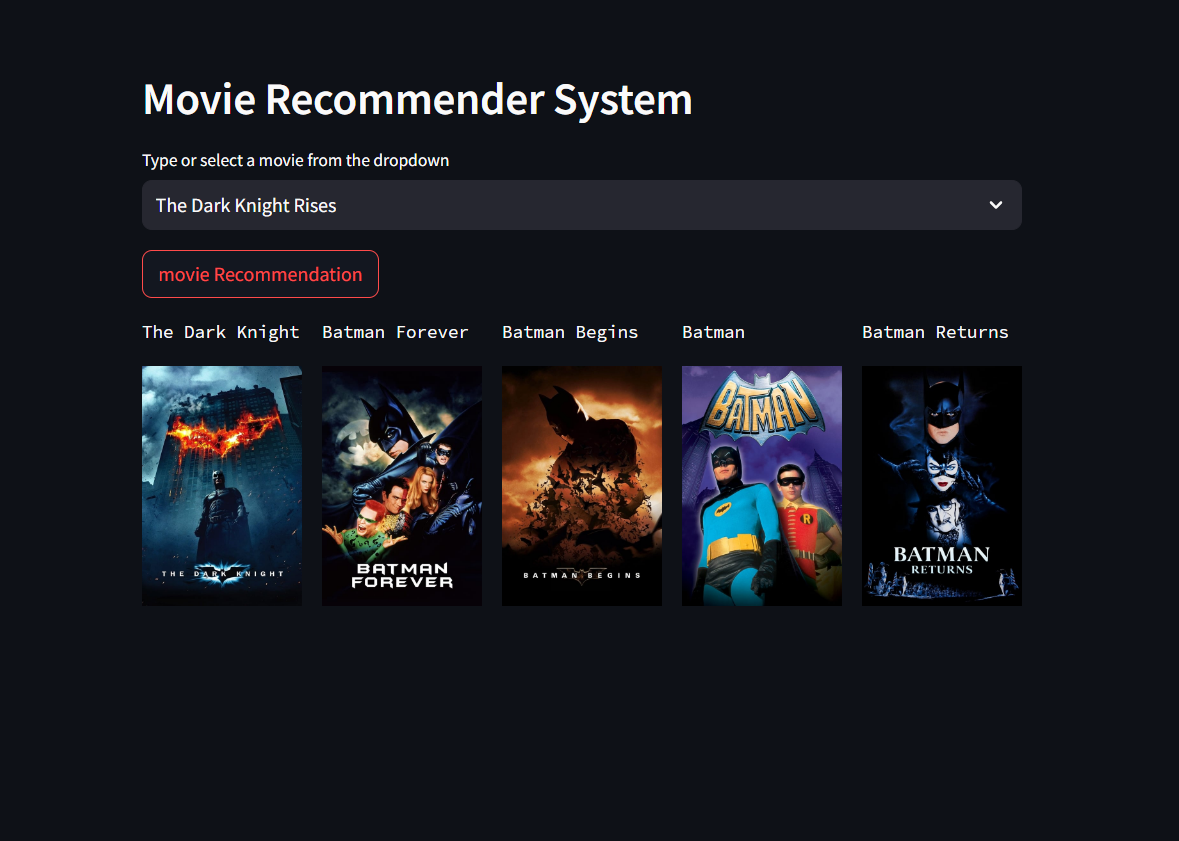 Movie Recommender System
Type or select a movie from the dropdown
The Dark Knight Rises
movie Recommendation
The Dark Knight
Batman Forever
Batman Begins
Batman
Batman Returns
THE DARK KNIGHT
BATMAN
FOREVER
BATMAN BEGINS
BATMAN
R
BATMAN
RETURNS